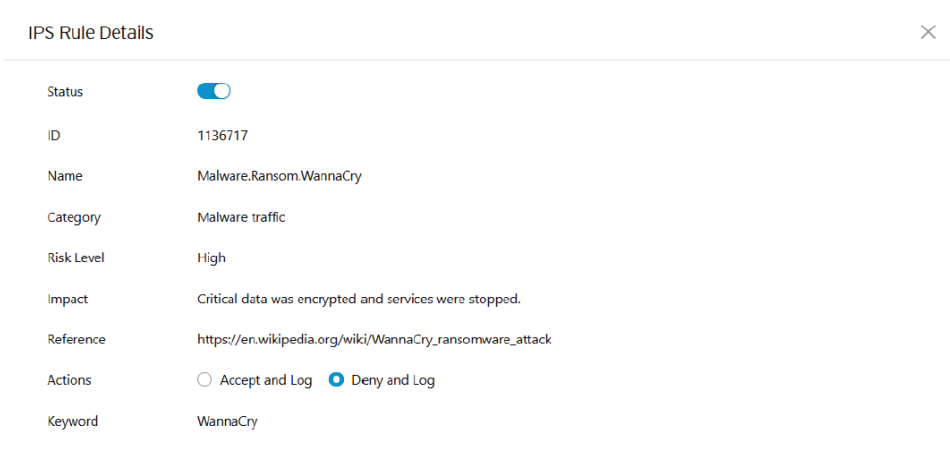 IPS Rule Details
Status
ID 1136717
Name Malware.Ransom.WannaCry
Category Malware traffic
Risk Level High
Impact Critical data was encrypted and services were stopped.
Reference https://en.wikipedia.org/wiki/WannaCry_ransomware_attack
Actions Accept and Log Deny and Log
Keyword WannaCry